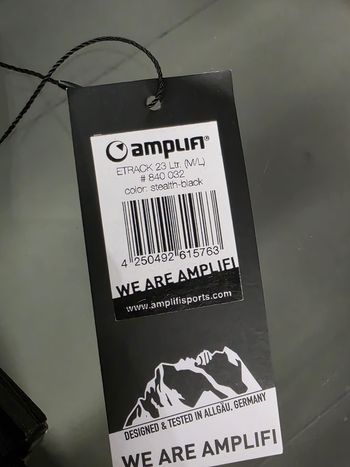 amplifi®
ETRACK 23 Ltr. (M/L)
# 840 032
color: stealth-black
4 250492 615763
WE ARE AMPLIFI
www.amplifisports.com
DESIGNED & TESTED IN ALLGÄU, GERMANY
WE ARE AMPLIFI